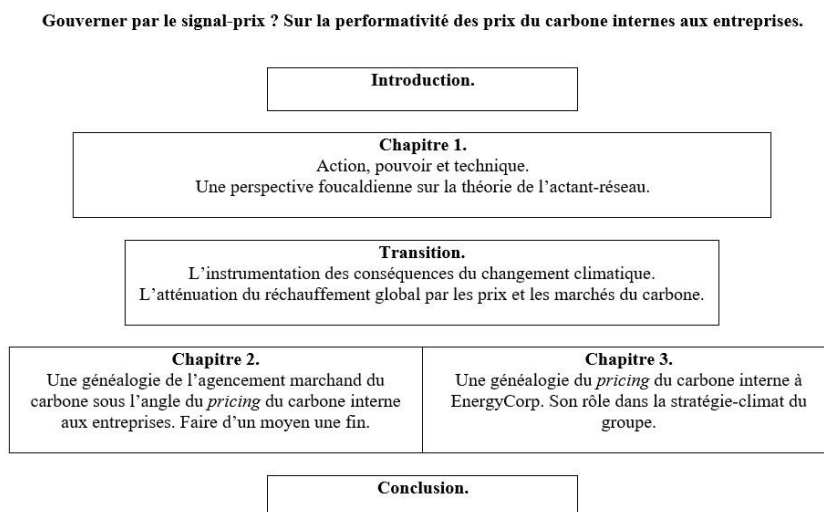 Gouverner par le signal-prix ? Sur la performativité des prix du carbone internes aux entreprises.
Introduction.
Chapitre 1.
Action, pouvoir et technique.
Une perspective foucaldienne sur la théorie de l'actant-réseau.
Transition.
L'instrumentation des conséquences du changement climatique.
L'atténuation du réchauffement global par les prix et les marchés du carbone.
Chapitre 2.
Une généalogie de l'agencement marchand du
carbone sous l'angle du pricing du carbone interne
aux entreprises. Faire d'un moyen une fin.
Chapitre 3.
Une généalogie du pricing du carbone interne à
EnergyCorp. Son rôle dans la stratégie-climat du
groupe.
Conclusion.